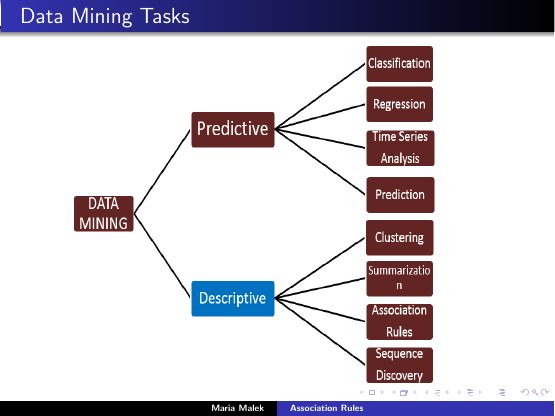 Data Mining Tasks
Classification
Regression
Predictive
Time Series
Analysis
Prediction
DATA
MINING
Clustering
Summarizatio
n
Descriptive
Association
Rules
Sequence
Discovery
Maria Malek Association Rules